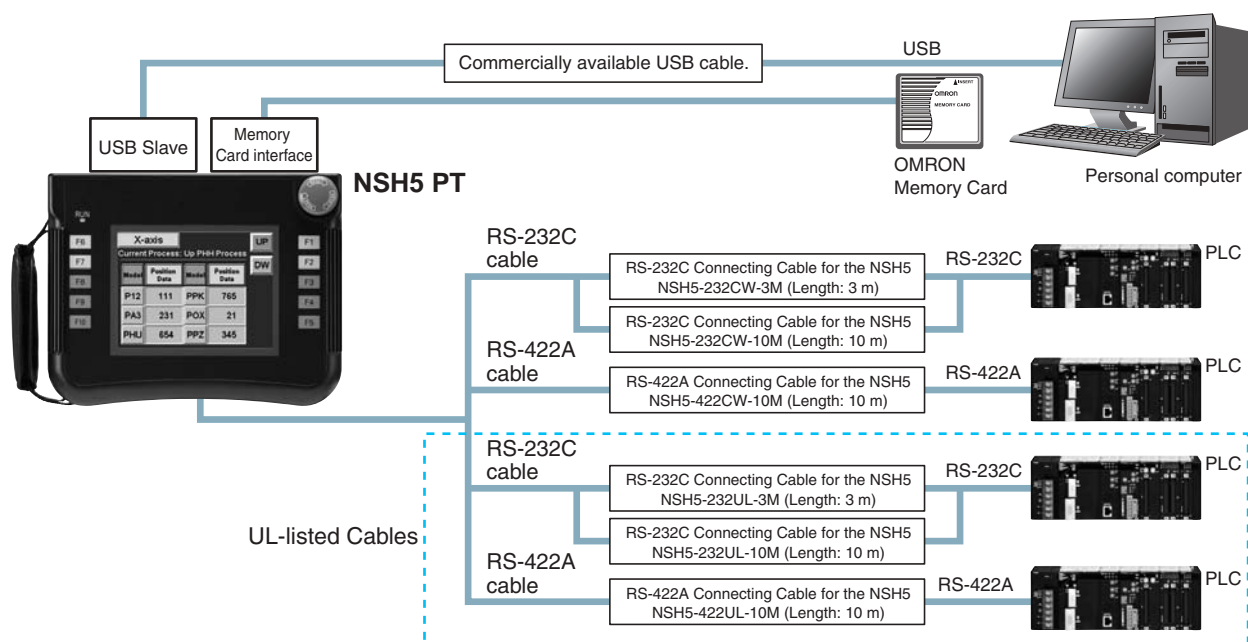 Commercially available USB cable.
USB
INSERT
OMRON
MEMORY CARD
OMRON
Memory Card
Personal computer
USB Slave
Memory
Card interface
NSH5 PT
RUN
F6
F7
F8
F9
F10
F1
F2
F3
F4
F5
X-axis
UP
Current Process: Up PHH Process
DW
Model
Position
Data
Model
Position
Data
P12 111 PPK 765
PA3 231 POX 21
PHU 654 PPZ 345
RS-232C
cable
RS-232C Connecting Cable for the NSH5
NSH5-232CW-3M (Length: 3 m)
RS-232C
PLC
RS-232C Connecting Cable for the NSH5
NSH5-232CW-10M (Length: 10 m)
RS-422A
cable
RS-422A Connecting Cable for the NSH5
NSH5-422CW-10M (Length: 10 m)
RS-422A
PLC
UL-listed Cables
RS-232C
cable
RS-232C Connecting Cable for the NSH5
NSH5-232UL-3M (Length: 3 m)
RS-232C
PLC
RS-232C Connecting Cable for the NSH5
NSH5-232UL-10M (Length: 10 m)
RS-422A
cable
RS-422A Connecting Cable for the NSH5
NSH5-422UL-10M (Length: 10 m)
RS-422A
PLC